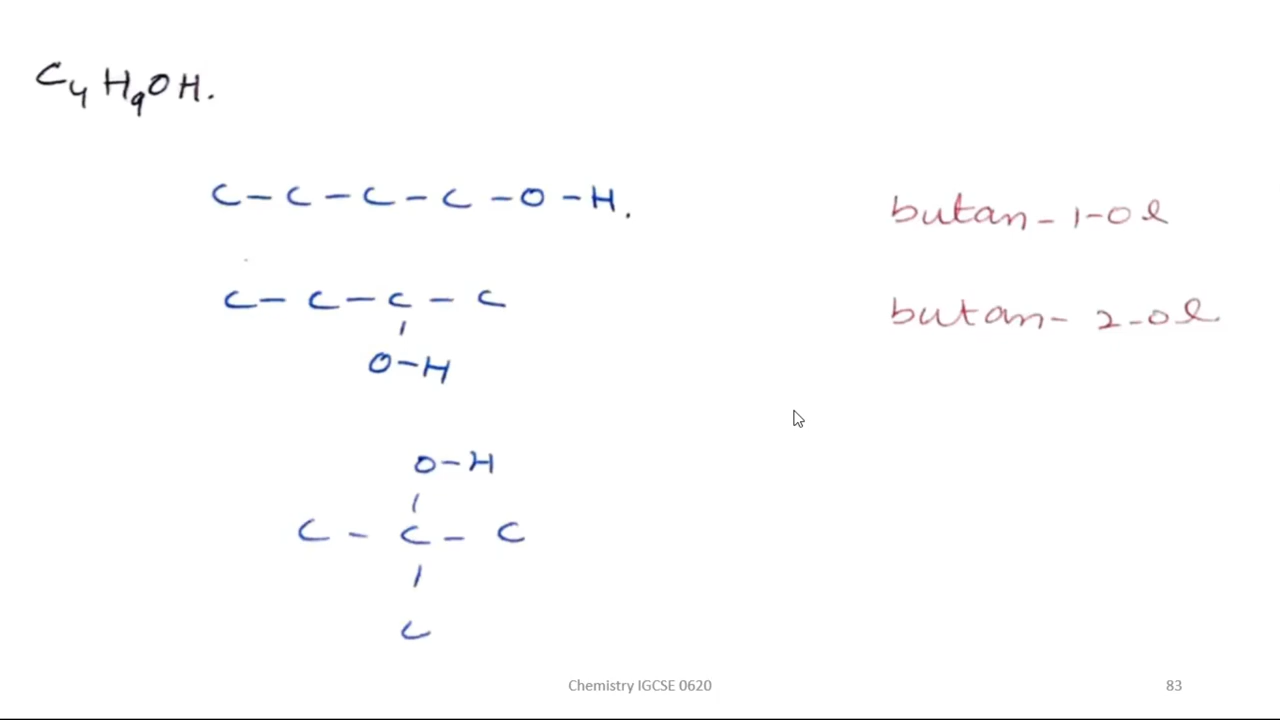 C4H9OH.
C-C-C-C-O-H.
butan-1-ol
C-C-C-C
butan-2-ol
O-H
O-H
C-C-C
C
Chemistry IGCSE 0620
83